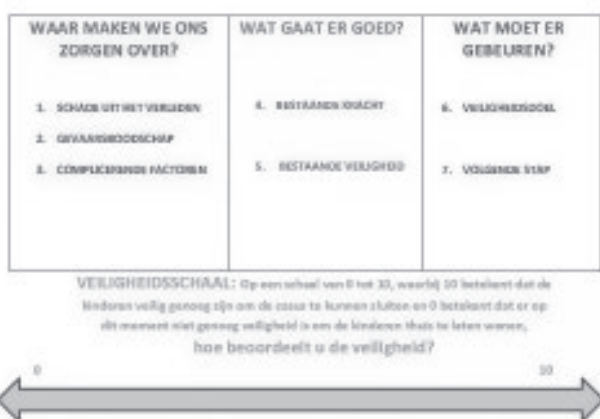 WAAR MAKEN WE ONS
ZORGEN OVER?
1. SCHADE UIT HET VERLEDEN
2. GEVAARSBOODSCHAP
3. COMPLICERENDE FACTOREN
WAT GAAT ER GOED?
4. BESTAANDE KRACHT
5. BESTAANDE VEILIGHEID
WAT MOET ER
GEBEUREN?
6. VEILIGHEIDSDOEL
7. VOLGENDE STAP
VEILIGHEIDSSCHAAL: Op een schaal van 0 tot 10, waarbij 10 betekent dat de
kinderen veilig genoeg zijn om de casus te kunnen sluiten en 0 betekent dat er op
dit moment niet genoeg veiligheid is om de kinderen thuis te laten wonen,
hoe beoordeelt u de veiligheid?
0 10